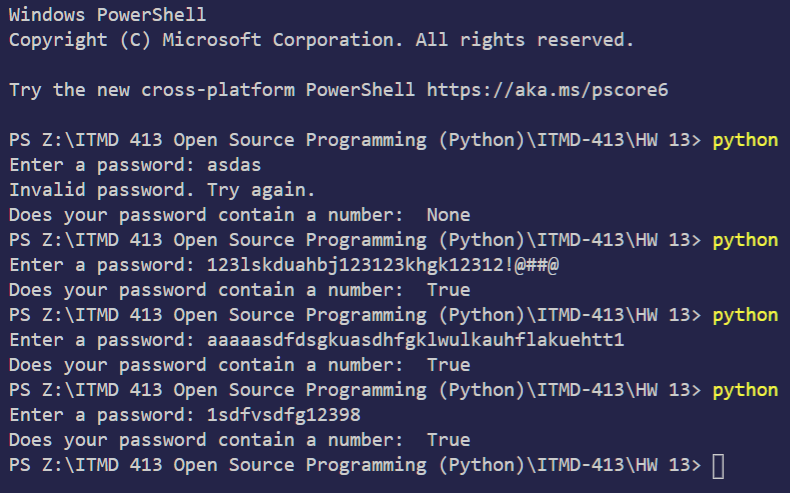 Windows PowerShell
Copyright (C) Microsoft Corporation. All rights reserved.
Try the new cross-platform PowerShell https://aka.ms/pscore6
PS Z:\ITMD 413 Open Source Programming (Python)\ITMD-413\HW 13> python
Enter a password: asdas
Invalid password. Try again.
Does your password contain a number:  None
PS Z:\ITMD 413 Open Source Programming (Python)\ITMD-413\HW 13> python
Enter a password: 123lskduahbj123123khgk12312!@##@
Does your password contain a number:  True
PS Z:\ITMD 413 Open Source Programming (Python)\ITMD-413\HW 13> python
Enter a password: aaaaasdfdsgkuasdhfgklwulkauhflakuehtt1
Does your password contain a number:  True
PS Z:\ITMD 413 Open Source Programming (Python)\ITMD-413\HW 13> python
Enter a password: 1sdfvsdfg12398
Does your password contain a number:  True
PS Z:\ITMD 413 Open Source Programming (Python)\ITMD-413\HW 13>